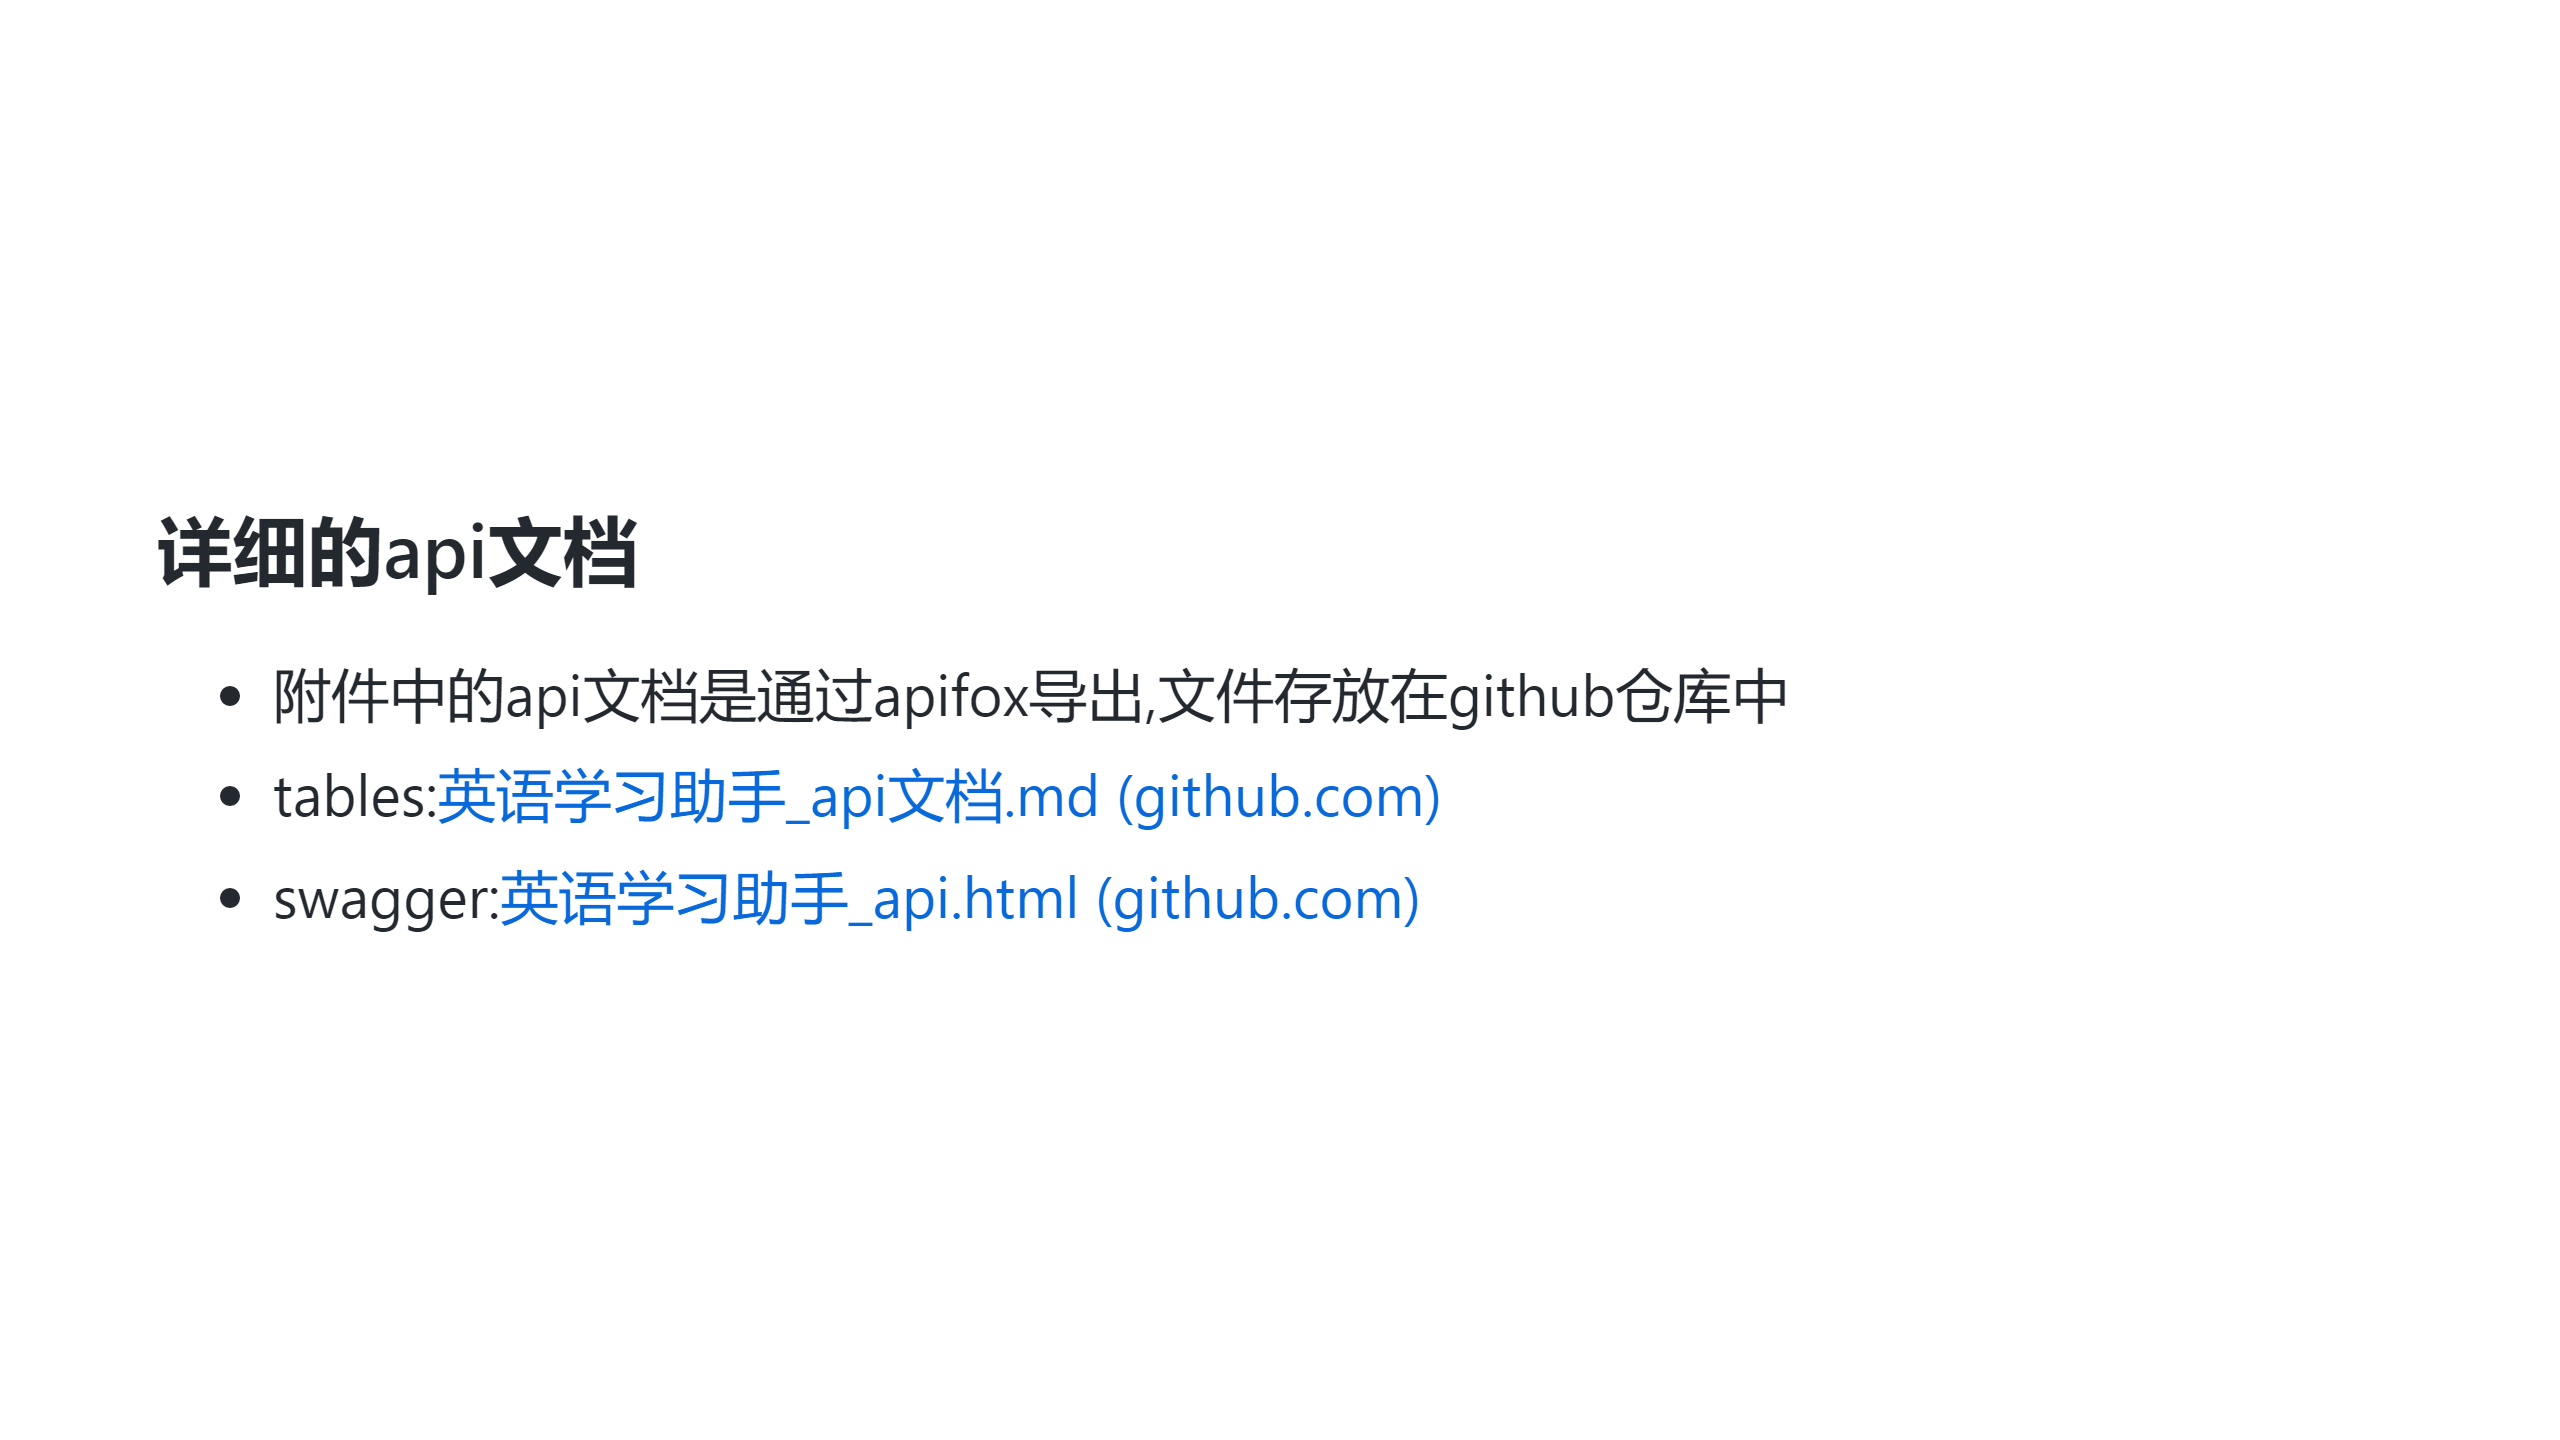 详细的api文档
附件中的api文档是通过apifox导出,文件存放在github仓库中
tables:英语学习助手_api文档.md (github.com)
swagger:英语学习助手_api.html (github.com)